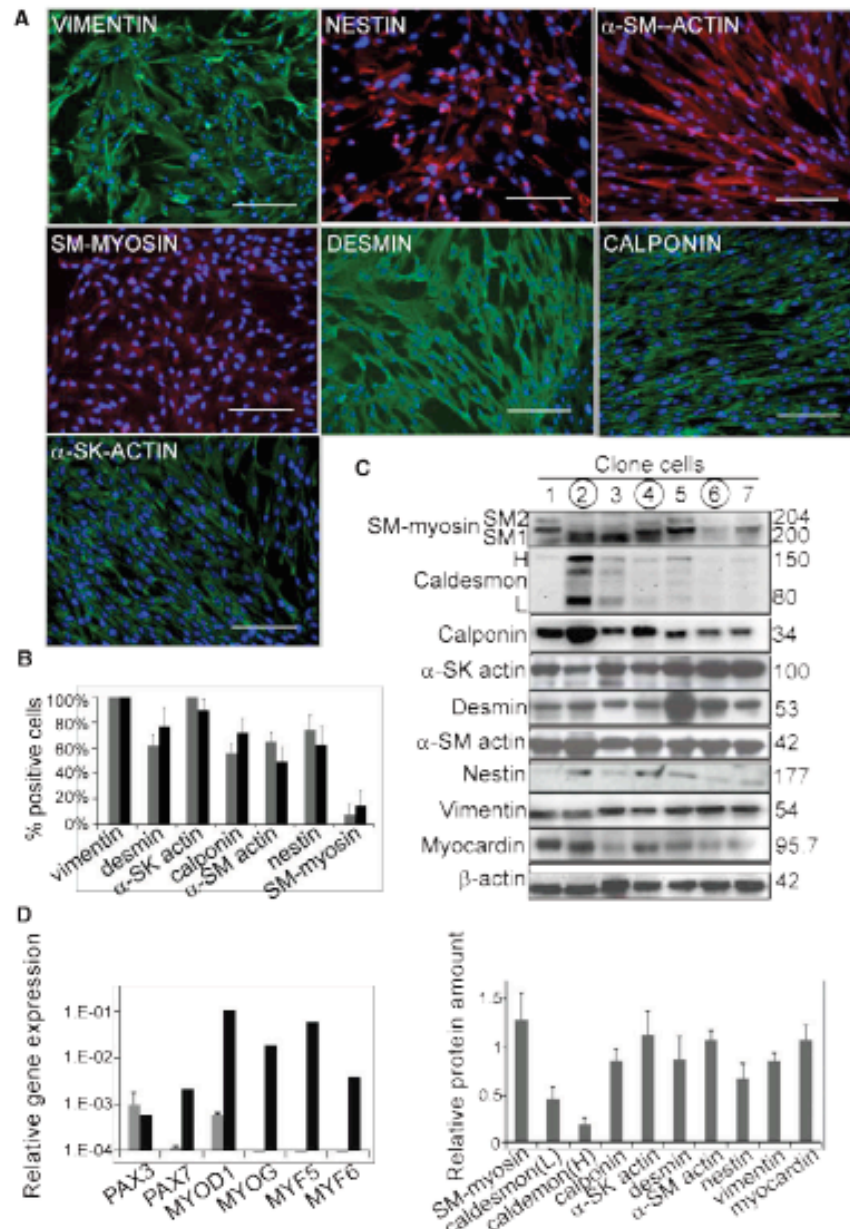 A
VIMENTIN
NESTIN
α-SM--ACTIN
SM-MYOSIN
DESMIN
CALPONIN
α-SK-ACTIN
B
% positive cells
100%
80%
60%
40%
20%
0%
vimentin
desmin
α-SK actin
calponin
α-SM actin
nestin
SM-myosin
C
Clone cells
1 2 3 4 5 6 7
SM-myosin SM2 204
SM1 200
H 150
Caldesmon
L 80
Calponin 34
α-SK actin 100
Desmin 53
α-SM actin 42
Nestin 177
Vimentin 54
Myocardin 95.7
β-actin 42
D
Relative gene expression
1.E-01
1.E-02
1.E-03
1.E-04
PAX3
PAX7
MYOD1
MYOG
MYF5
MYF6
Relative protein amount
1.5
1
0.5
0
SM-myosin
caldesmon(L)
caldemon(H)
calponin
α-SK actin
desmin
α-SM actin
nestin
vimentin
myocardin